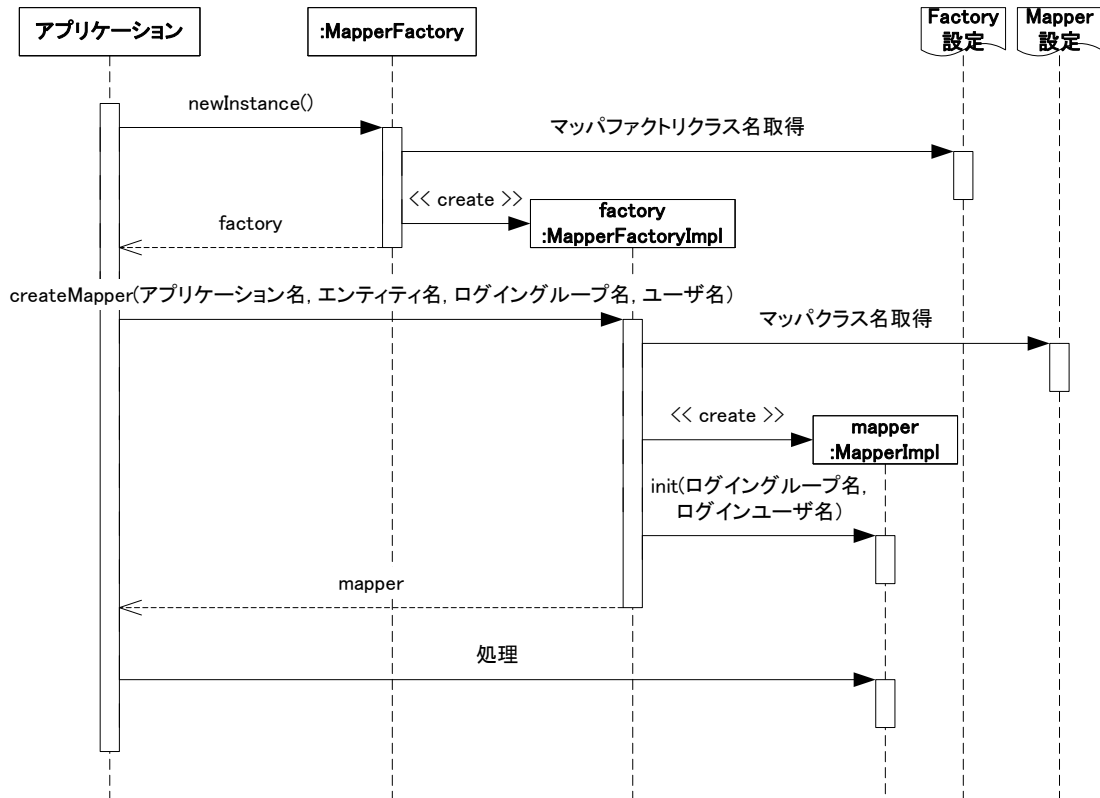 アプリケーション
:MapperFactory
Factory
設定
Mapper
設定
newInstance()
マッパファクトリクラス名取得
<< create >>
factory
:MapperFactoryImpl
factory
createMapper(アプリケーション名, エンティティ名, ログイングループ名, ユーザ名)
マッパクラス名取得
<< create >>
mapper
:MapperImpl
init(ログイングループ名,
ログインユーザ名)
mapper
処理